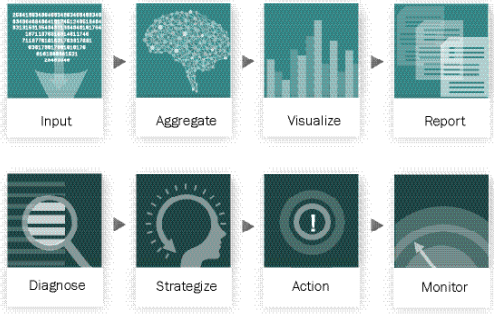 Input
Aggregate
Visualize
Report
Diagnose
Strategize
!
Action
Monitor